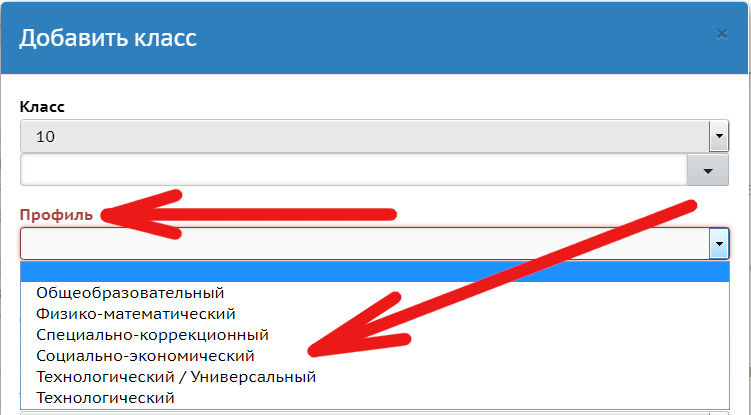 Добавить класс
×
Класс
10
Профиль
Общеобразовательный
Физико-математический
Специально-коррекционный
Социально-экономический
Технологический / Универсальный
Технологический